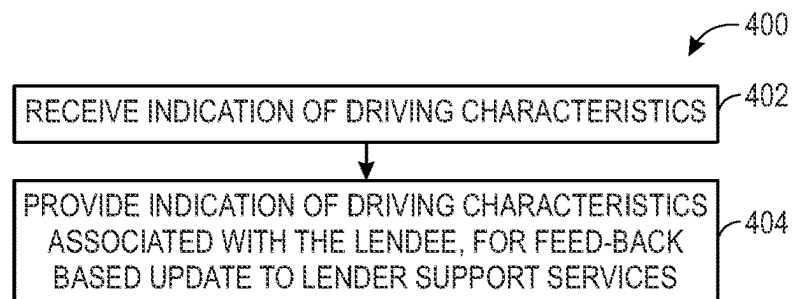 400
RECEIVE INDICATION OF DRIVING CHARACTERISTICS
402
PROVIDE INDICATION OF DRIVING CHARACTERISTICS
ASSOCIATED WITH THE LENDEE, FOR FEED-BACK
BASED UPDATE TO LENDER SUPPORT SERVICES
404